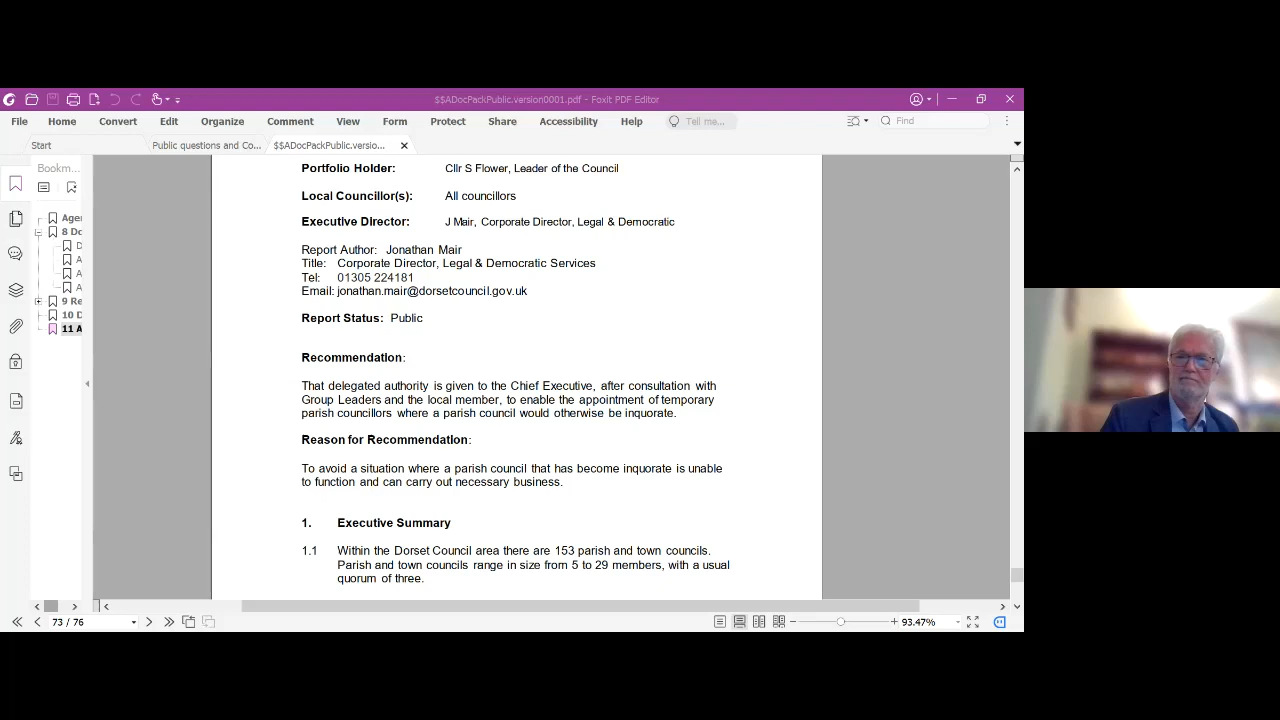 $$ADocPackPublic.version0001.pdf - Foxit PDF Editor
File Home Convert Edit Organize Comment View Form Protect Share Accessibility Help Tell me... Find
Start Public questions and Co... $$ADocPackPublic.versio...
Bookm...
Agen
8 Do
D
A
A
A
9 Re
10 D
11 A
Portfolio Holder: Cllr S Flower, Leader of the Council
Local Councillor(s): All councillors
Executive Director: J Mair, Corporate Director, Legal & Democratic
Report Author: Jonathan Mair
Title: Corporate Director, Legal & Democratic Services
Tel: 01305 224181
Email: jonathan.mair@dorsetcouncil.gov.uk
Report Status: Public
Recommendation:
That delegated authority is given to the Chief Executive, after consultation with
Group Leaders and the local member, to enable the appointment of temporary
parish councillors where a parish council would otherwise be inquorate.
Reason for Recommendation:
To avoid a situation where a parish council that has become inquorate is unable
to function and can carry out necessary business.
1. Executive Summary
1.1 Within the Dorset Council area there are 153 parish and town councils.
Parish and town councils range in size from 5 to 29 members, with a usual
quorum of three.
73 / 76 93.47%